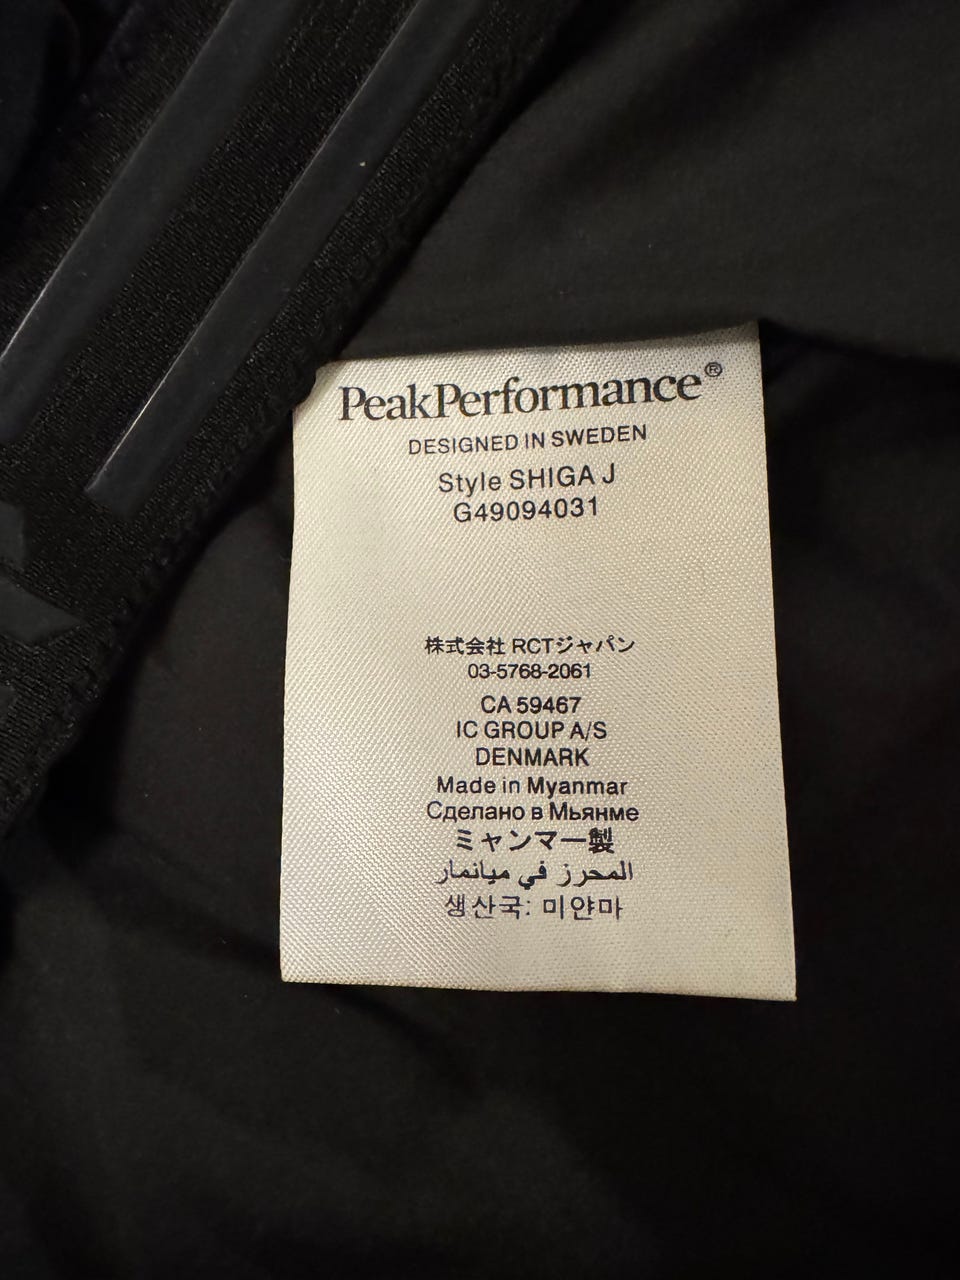 PeakPerformance®
DESIGNED IN SWEDEN
Style SHIGA J
G49094031
株式会社 RCTジャパン
03-5768-2061
CA 59467
IC GROUP A/S
DENMARK
Made in Myanmar
Сделано в Мьянме
ミャンマー製
المحرز في ميانمار
생산국: 미얀마